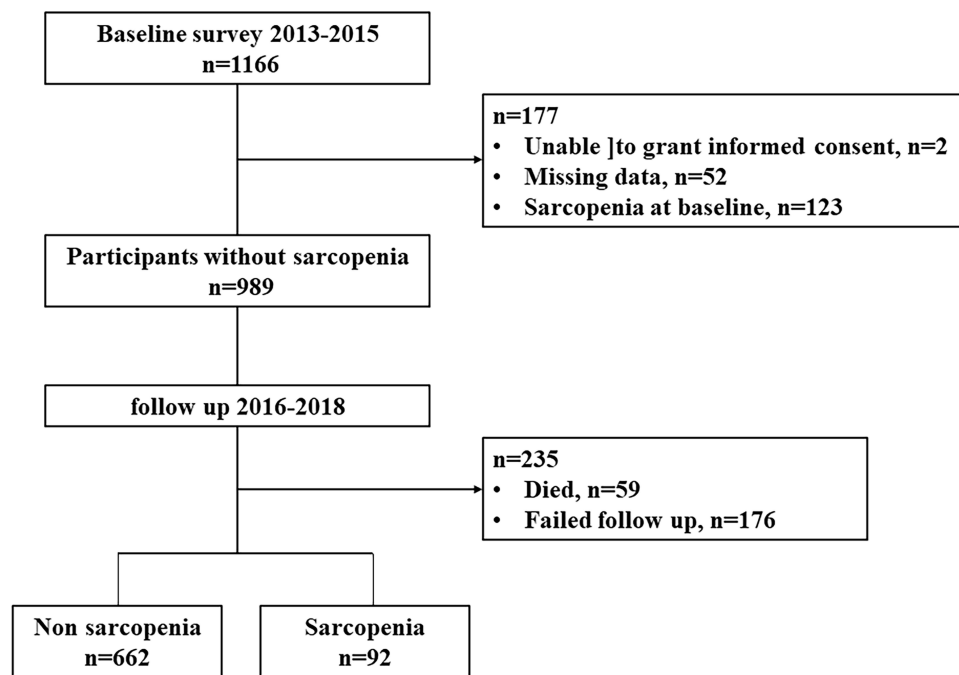 Baseline survey 2013-2015
n=1166
n=177
• Unable ]to grant informed consent, n=2
• Missing data, n=52
• Sarcopenia at baseline, n=123
Participants without sarcopenia
n=989
follow up 2016-2018
n=235
• Died, n=59
• Failed follow up, n=176
Non sarcopenia
n=662
Sarcopenia
n=92